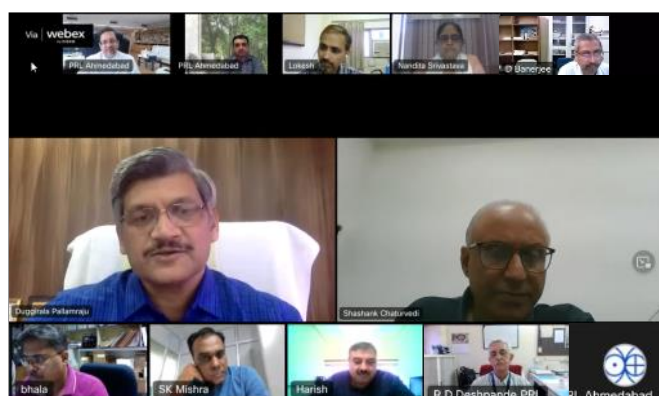 Via webex
PRL Ahmedabad
PRL Ahmedabad
Lokesh
Nandita Srivastava
D Banerjee
Duggirala Pallamraju
Shashank Chaturvedi
bhala
SK Mishra
Harish
R D Deshpande PRL
RL Ahmedabad